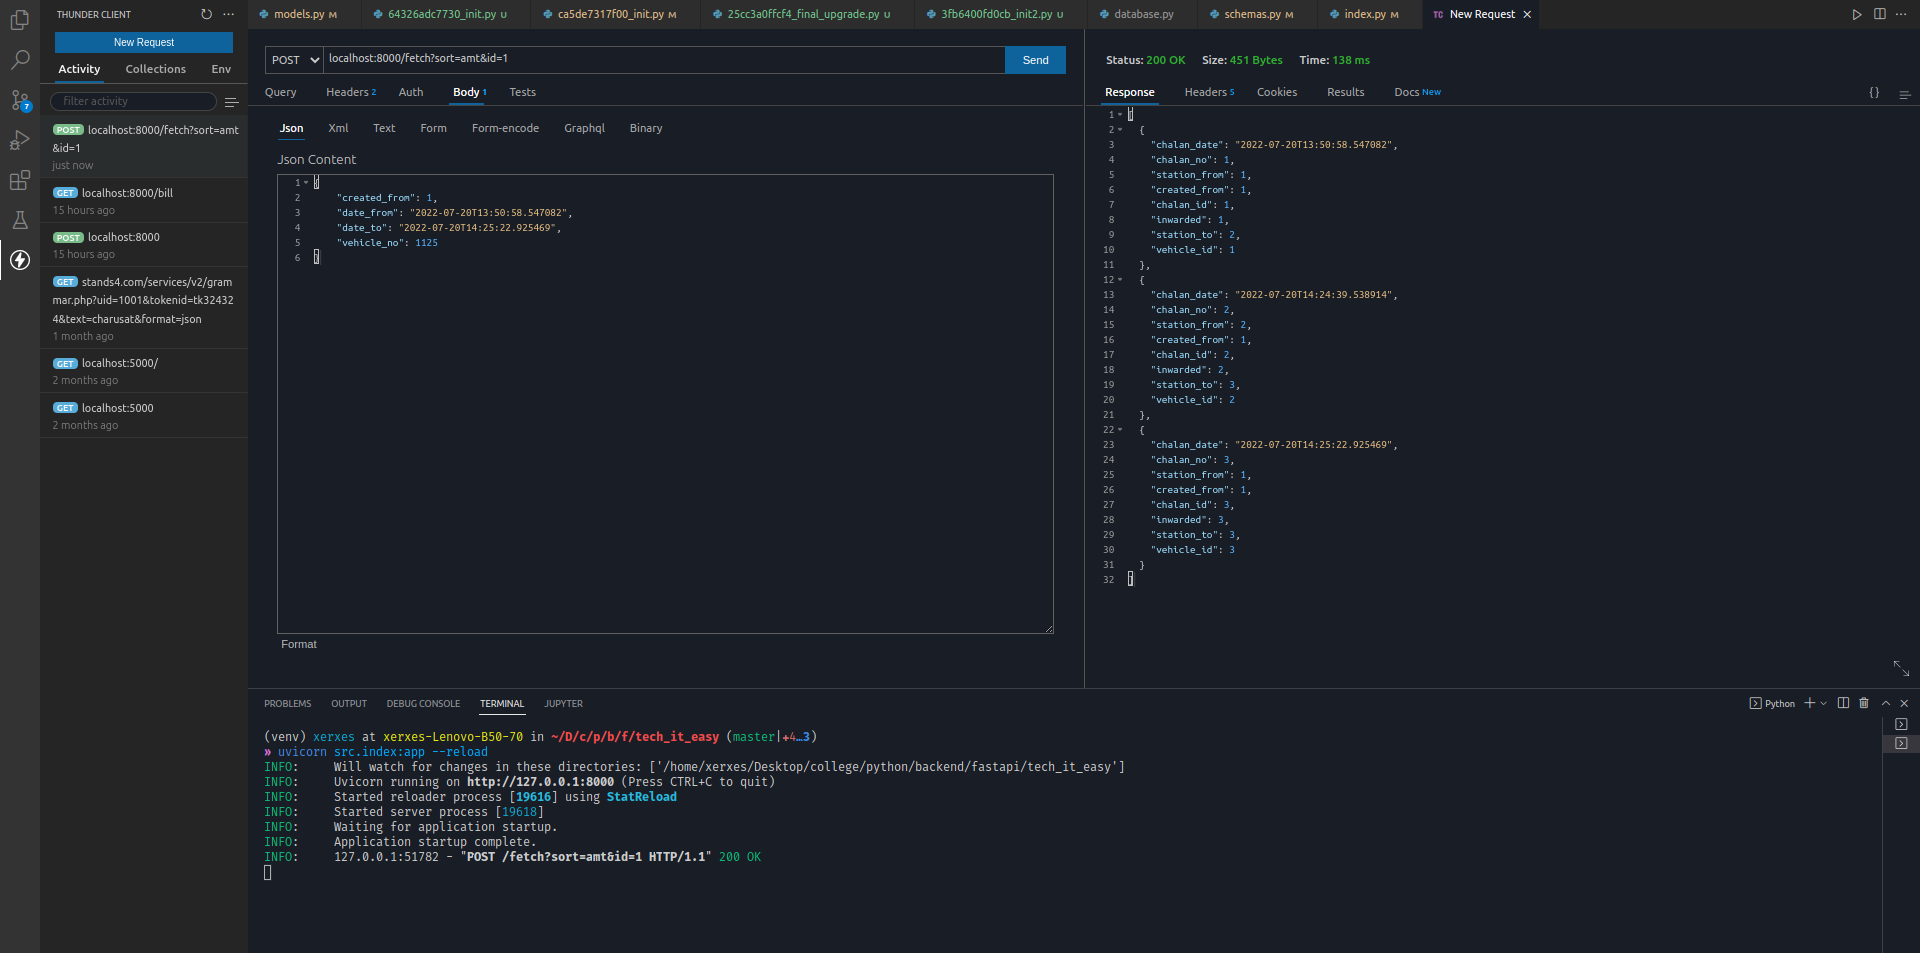 THUNDER CLIENT
New Request
Activity Collections Env
filter activity
POST localhost:8000/fetch?sort=amt
&id=1
just now
GET localhost:8000/bill
15 hours ago
POST localhost:8000
15 hours ago
GET stands4.com/services/v2/gram
mar.php?uid=1001&tokenid=tk32432
4&text=charusat&format=json
1 month ago
GET localhost:5000/
2 months ago
GET localhost:5000
2 months ago
7
models.py M 64326adc7730_init.py U ca5de7317f00_init.py M 25cc3a0ffcf4_final_upgrade.py U 3fb6400fd0cb_init2.py U database.py schemas.py M index.py M TC New Request
POST localhost:8000/fetch?sort=amt&id=1 Send
Query Headers 2 Auth Body 1 Tests
Json Xml Text Form Form-encode Graphql Binary
Json Content
1 {
2 "created_from": 1,
3 "date_from": "2022-07-20T13:50:58.547082",
4 "date_to": "2022-07-20T14:25:22.925469",
5 "vehicle_no": 1125
6 }
Format
Status: 200 OK Size: 451 Bytes Time: 138 ms
Response Headers 5 Cookies Results Docs New {}
1 [
2 {
3 "chalan_date": "2022-07-20T13:50:58.547082",
4 "chalan_no": 1,
5 "station_from": 1,
6 "created_from": 1,
7 "chalan_id": 1,
8 "inwarded": 1,
9 "station_to": 2,
10 "vehicle_id": 1
11 },
12 {
13 "chalan_date": "2022-07-20T14:24:39.538914",
14 "chalan_no": 2,
15 "station_from": 2,
16 "created_from": 1,
17 "chalan_id": 2,
18 "inwarded": 2,
19 "station_to": 3,
20 "vehicle_id": 2
21 },
22 {
23 "chalan_date": "2022-07-20T14:25:22.925469",
24 "chalan_no": 3,
25 "station_from": 1,
26 "created_from": 1,
27 "chalan_id": 3,
28 "inwarded": 3,
29 "station_to": 3,
30 "vehicle_id": 3
31 }
32 ]
PROBLEMS OUTPUT DEBUG CONSOLE TERMINAL JUPYTER Python
(venv) xerxes at xerxes-Lenovo-B50-70 in ~/D/c/p/b/f/tech_it_easy (master|+4…3)
» uvicorn src.index:app --reload
INFO: Will watch for changes in these directories: ['/home/xerxes/Desktop/college/python/backend/fastapi/tech_it_easy']
INFO: Uvicorn running on http://127.0.0.1:8000 (Press CTRL+C to quit)
INFO: Started reloader process [19616] using StatReload
INFO: Started server process [19618]
INFO: Waiting for application startup.
INFO: Application startup complete.
INFO: 127.0.0.1:51782 - "POST /fetch?sort=amt&id=1 HTTP/1.1" 200 OK